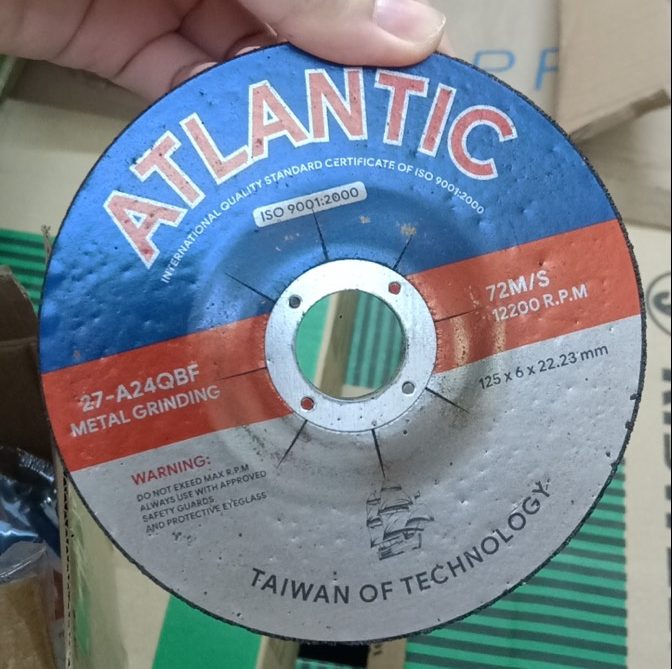 ATLANTIC
INTERNATIONAL QUALITY STANDARD CERTIFICATE OF ISO 9001:2000
ISO 9001:2000
72M/S
12200 R.P.M
27-A24QBF
METAL GRINDING
125 x 6 x 22.23 mm
WARNING:
DO NOT EXEED MAX R.P.M
ALWAYS USE WITH APPROVED
SAFETY GUARDS
AND PROTECTIVE EYEGLASS
TAIWAN OF TECHNOLOGY